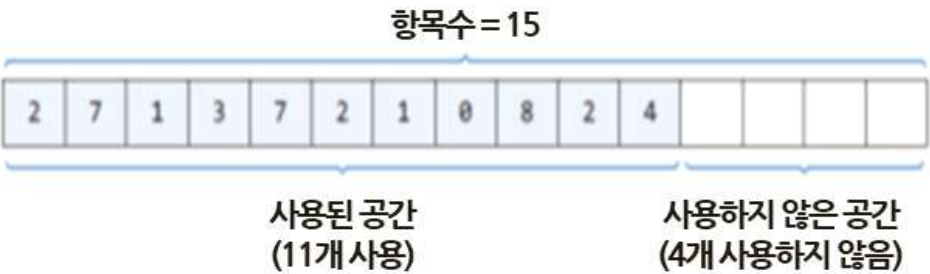 항목수 = 15
2 7 1 3 7 2 1 0 8 2 4
사용된 공간 사용하지 않은 공간
(11개 사용) (4개 사용하지 않음)